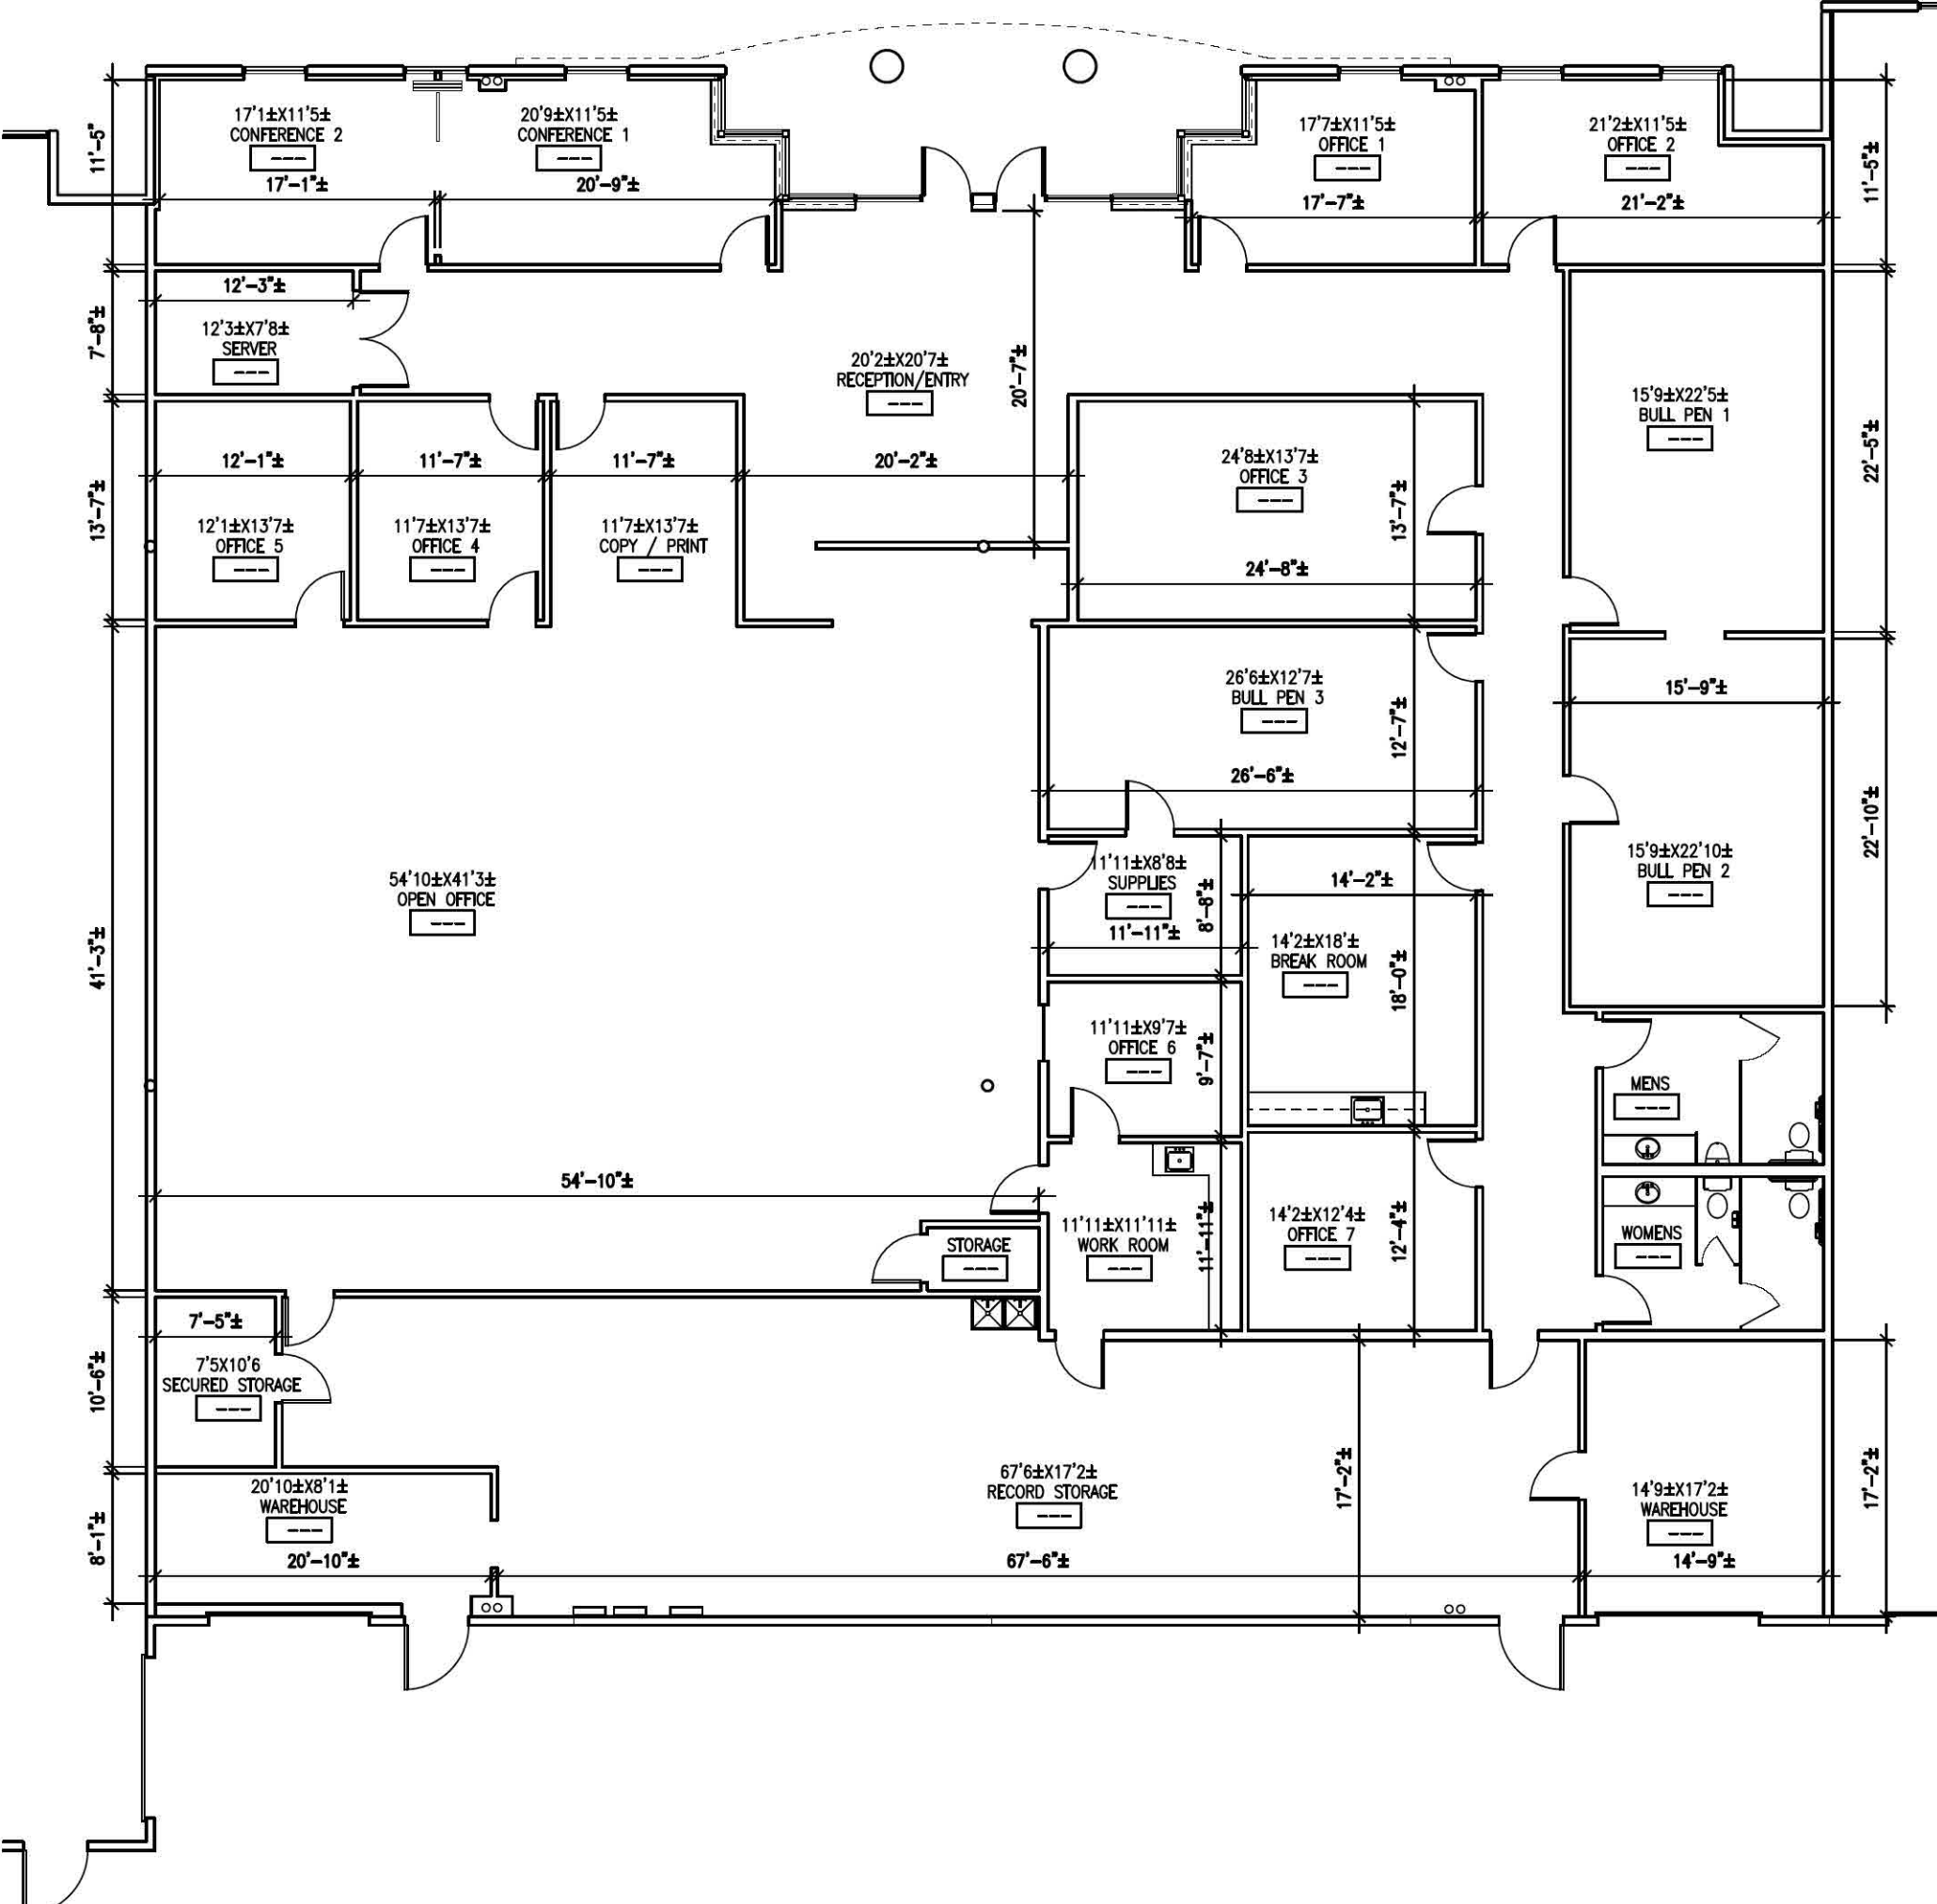 17'1±X11'5±
CONFERENCE 2
---
17'-1"±
20'9±X11'5±
CONFERENCE 1
---
20'-9"±
17'7±X11'5±
OFFICE 1
---
17'-7"±
21'2±X11'5±
OFFICE 2
---
21'-2"±
11'-5"
11'-5"±
12'-3"±
12'3±X7'8±
SERVER
---
7'-8"±
20'2±X20'7±
RECEPTION/ENTRY
---
20'-7"±
15'9±X22'5±
BULL PEN 1
---
22'-5"±
12'-1"±
11'-7"±
11'-7"±
20'-2"±
13'-7"±
12'1±X13'7±
OFFICE 5
---
11'7±X13'7±
OFFICE 4
---
11'7±X13'7±
COPY / PRINT
---
24'8±X13'7±
OFFICE 3
---
13'-7"±
24'-8"±
26'6±X12'7±
BULL PEN 3
---
12'-7"±
26'-6"±
15'-9"±
15'9±X22'10±
BULL PEN 2
---
22'-10"±
54'10±X41'3±
OPEN OFFICE
---
41'-3"±
54'-10"±
11'11±X8'8±
SUPPLIES
---
8'-8"±
11'-11"±
14'-2"±
14'2±X18'±
BREAK ROOM
---
18'-0"±
11'11±X9'7±
OFFICE 6
---
9'-7"±
MENS
---
11'11±X11'11±
WORK ROOM
---
11'-11"±
14'2±X12'4±
OFFICE 7
---
12'-4"±
WOMENS
---
STORAGE
---
7'-5"±
7'5X10'6
SECURED STORAGE
---
10'-6"±
20'10±X8'1±
WAREHOUSE
---
8'-1"±
20'-10"±
67'6±X17'2±
RECORD STORAGE
---
67'-6"±
17'-2"±
14'9±X17'2±
WAREHOUSE
---
14'-9"±
17'-2"±